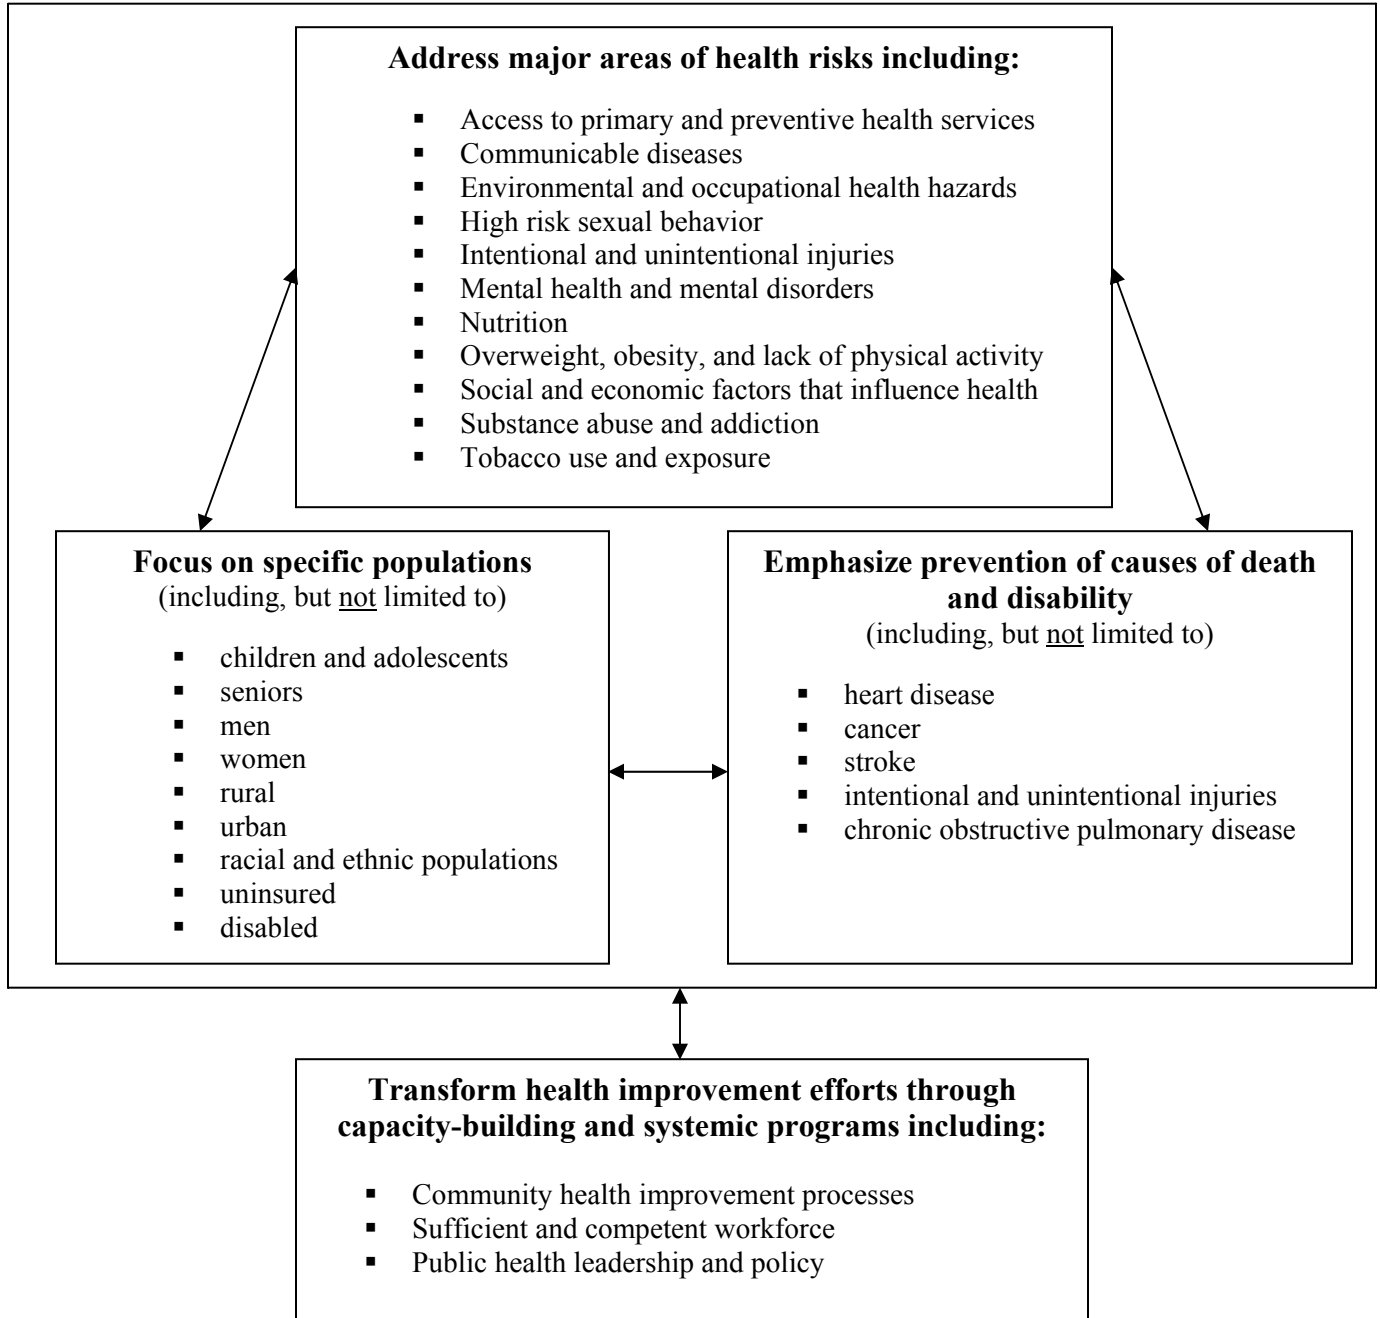 Address major areas of health risks including:
▪ Access to primary and preventive health services
▪ Communicable diseases
▪ Environmental and occupational health hazards
▪ High risk sexual behavior
▪ Intentional and unintentional injuries
▪ Mental health and mental disorders
▪ Nutrition
▪ Overweight, obesity, and lack of physical activity
▪ Social and economic factors that influence health
▪ Substance abuse and addiction
▪ Tobacco use and exposure
Focus on specific populations
(including, but not limited to)
▪ children and adolescents
▪ seniors
▪ men
▪ women
▪ rural
▪ urban
▪ racial and ethnic populations
▪ uninsured
▪ disabled
Emphasize prevention of causes of death
and disability
(including, but not limited to)
▪ heart disease
▪ cancer
▪ stroke
▪ intentional and unintentional injuries
▪ chronic obstructive pulmonary disease
Transform health improvement efforts through
capacity-building and systemic programs including:
▪ Community health improvement processes
▪ Sufficient and competent workforce
▪ Public health leadership and policy